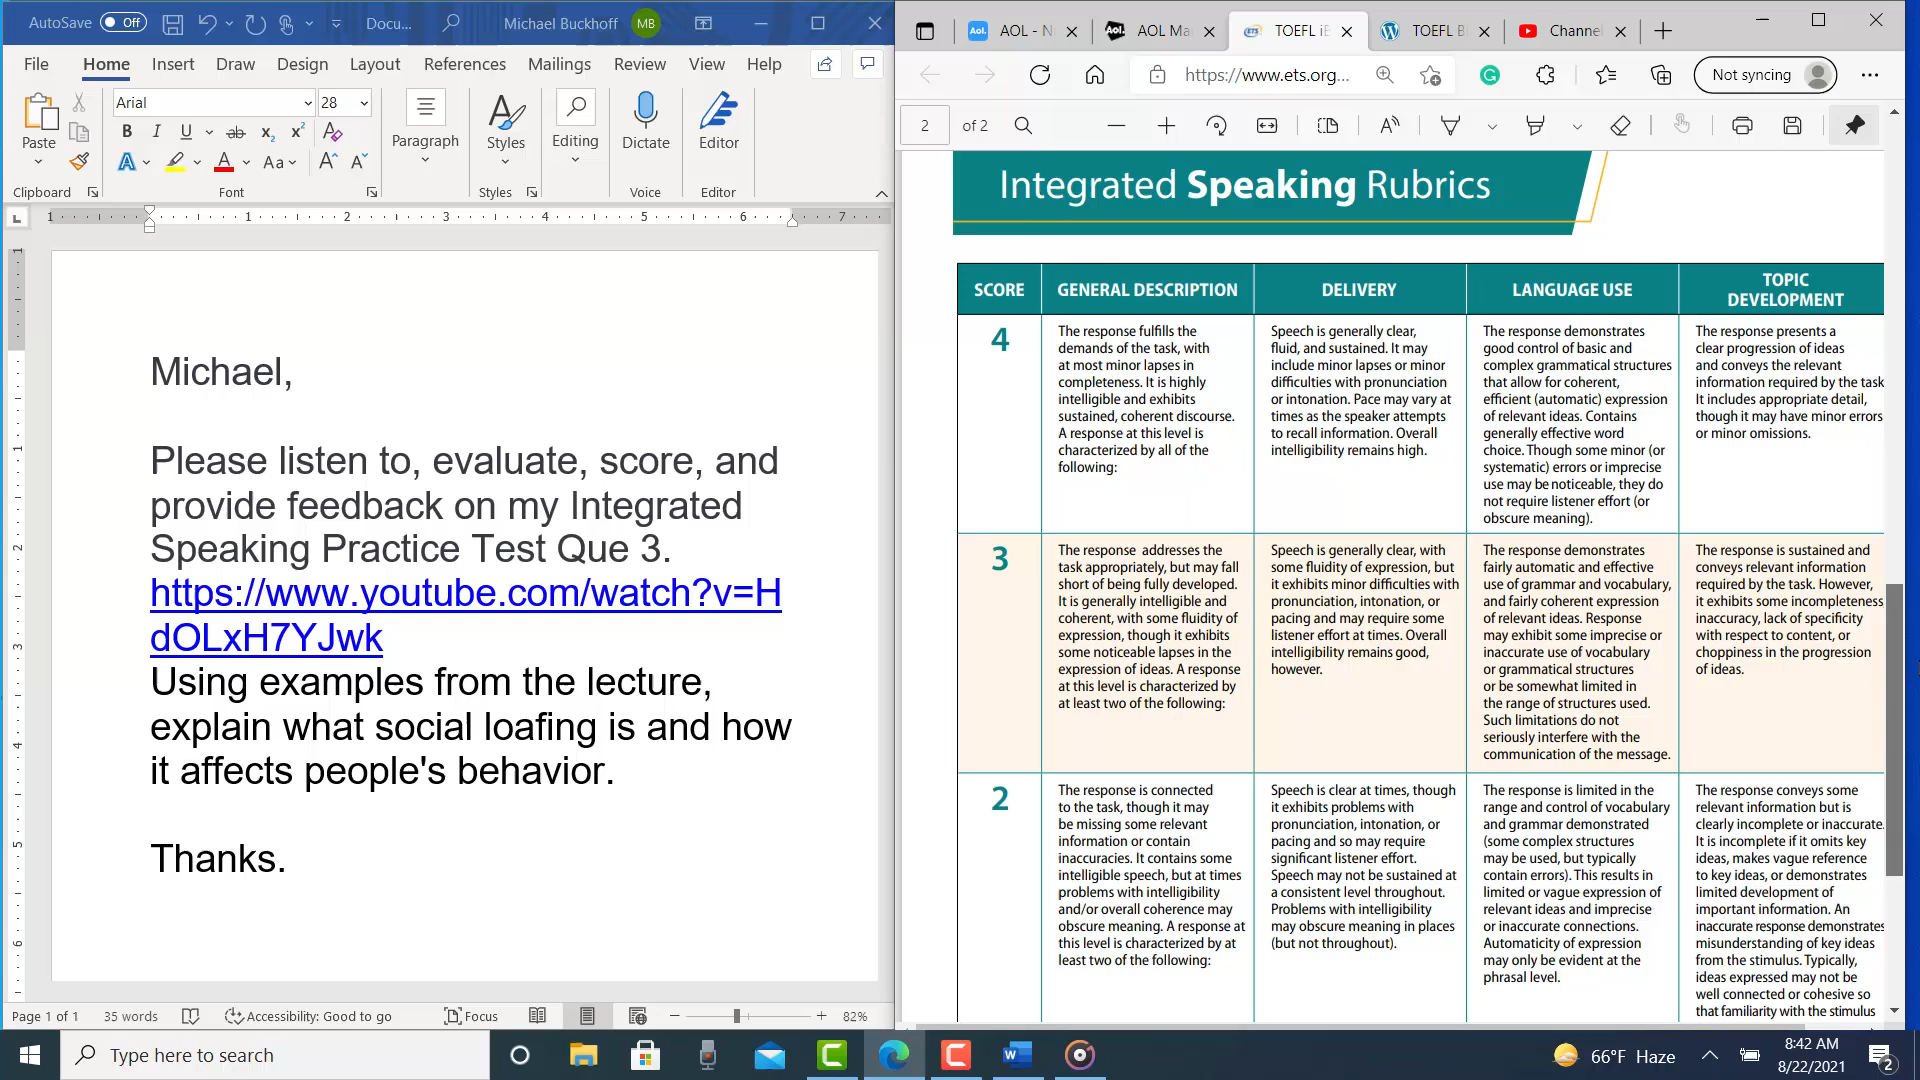 AutoSave Off Docu... Michael Buckhoff MB
File Home Insert Draw Design Layout References Mailings Review View Help
Paste
Clipboard
Arial 28
B I U ab x₂ x² A
A A Aa A A
Font
Paragraph
Styles
Styles
Editing
Dictate
Voice
Editor
Editor
1 1 2 3 4 5 6 7
Michael,
Please listen to, evaluate, score, and
provide feedback on my Integrated
Speaking Practice Test Que 3.
https://www.youtube.com/watch?v=H
dOLxH7YJwk
Using examples from the lecture,
explain what social loafing is and how
it affects people's behavior.
Thanks.
Page 1 of 1 35 words Accessibility: Good to go Focus 82%
AOL - N AOL Ma TOEFL iE TOEFL B Channel
https://www.ets.org... Not syncing
2 of 2
Integrated Speaking Rubrics
SCORE GENERAL DESCRIPTION DELIVERY LANGUAGE USE TOPIC DEVELOPMENT
4
The response fulfills the
demands of the task, with
at most minor lapses in
completeness. It is highly
intelligible and exhibits
sustained, coherent discourse.
A response at this level is
characterized by all of the
following:
Speech is generally clear,
fluid, and sustained. It may
include minor lapses or minor
difficulties with pronunciation
or intonation. Pace may vary at
times as the speaker attempts
to recall information. Overall
intelligibility remains high.
The response demonstrates
good control of basic and
complex grammatical structures
that allow for coherent,
efficient (automatic) expression
of relevant ideas. Contains
generally effective word
choice. Though some minor (or
systematic) errors or imprecise
use may be noticeable, they do
not require listener effort (or
obscure meaning).
The response presents a
clear progression of ideas
and conveys the relevant
information required by the task
It includes appropriate detail,
though it may have minor errors
or minor omissions.
3
The response addresses the
task appropriately, but may fall
short of being fully developed.
It is generally intelligible and
coherent, with some fluidity of
expression, though it exhibits
some noticeable lapses in the
expression of ideas. A response
at this level is characterized by
at least two of the following:
Speech is generally clear, with
some fluidity of expression, but
it exhibits minor difficulties with
pronunciation, intonation, or
pacing and may require some
listener effort at times. Overall
intelligibility remains good,
however.
The response demonstrates
fairly automatic and effective
use of grammar and vocabulary,
and fairly coherent expression
of relevant ideas. Response
may exhibit some imprecise or
inaccurate use of vocabulary
or grammatical structures
or be somewhat limited in
the range of structures used.
Such limitations do not
seriously interfere with the
communication of the message.
The response is sustained and
conveys relevant information
required by the task. However,
it exhibits some incompleteness
inaccuracy, lack of specificity
with respect to content, or
choppiness in the progression
of ideas.
2
The response is connected
to the task, though it may
be missing some relevant
information or contain
inaccuracies. It contains some
intelligible speech, but at times
problems with intelligibility
and/or overall coherence may
obscure meaning. A response at
this level is characterized by at
least two of the following:
Speech is clear at times, though
it exhibits problems with
pronunciation, intonation, or
pacing and so may require
significant listener effort.
Speech may not be sustained at
a consistent level throughout.
Problems with intelligibility
may obscure meaning in places
(but not throughout).
The response is limited in the
range and control of vocabulary
and grammar demonstrated
(some complex structures
may be used, but typically
contain errors). This results in
limited or vague expression of
relevant ideas and imprecise
or inaccurate connections.
Automaticity of expression
may only be evident at the
phrasal level.
The response conveys some
relevant information but is
clearly incomplete or inaccurate.
It is incomplete if it omits key
ideas, makes vague reference
to key ideas, or demonstrates
limited development of
important information. An
inaccurate response demonstrates
misunderstanding of key ideas
from the stimulus. Typically,
ideas expressed may not be
well connected or cohesive so
that familiarity with the stimulus
Type here to search
66°F Haze
8:42 AM
8/22/2021
2